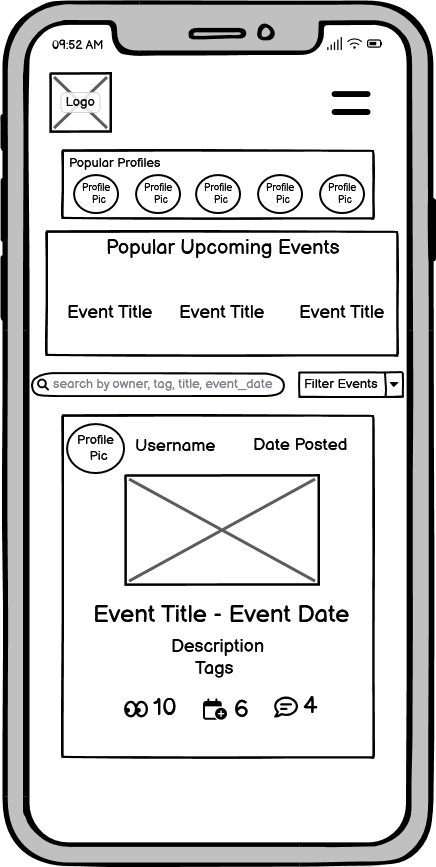 09:52 AM
Logo
Popular Profiles
Profile Pic
Profile Pic
Profile Pic
Profile Pic
Profile Pic
Popular Upcoming Events
Event Title Event Title Event Title
search by owner, tag, title, event_date
Filter Events
Profile Pic
Username Date Posted
Event Title - Event Date
Description
Tags
10 6 4